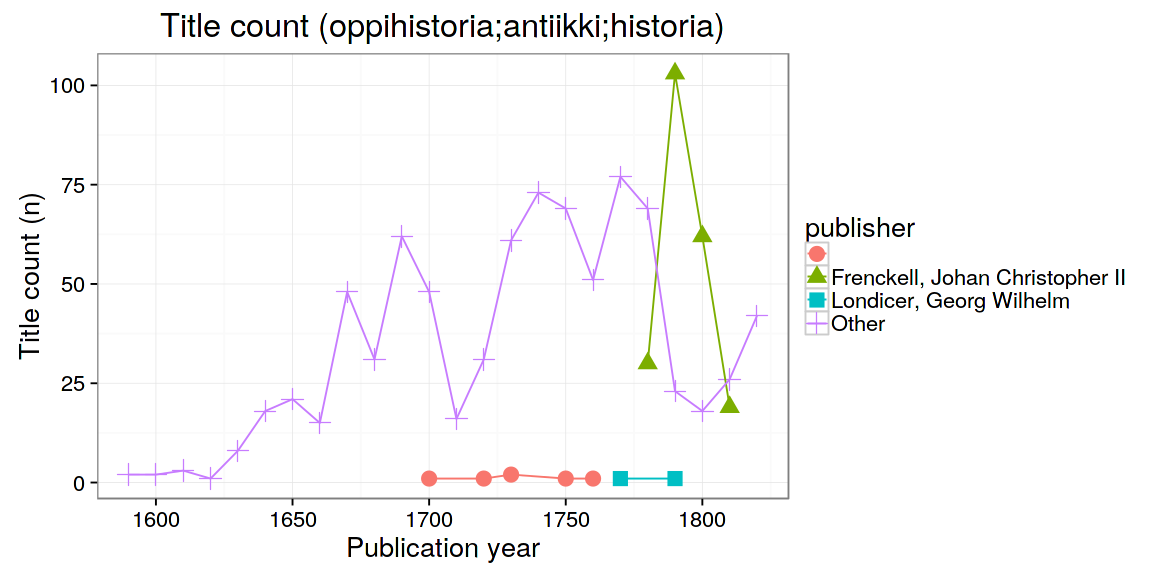 Title count (oppihistoria;antiikki;historia)
100
75
50
25
0
Title count (n)
1600 1650 1700 1750 1800
Publication year
publisher
Frenckell, Johan Christopher II
Londicer, Georg Wilhelm
Other